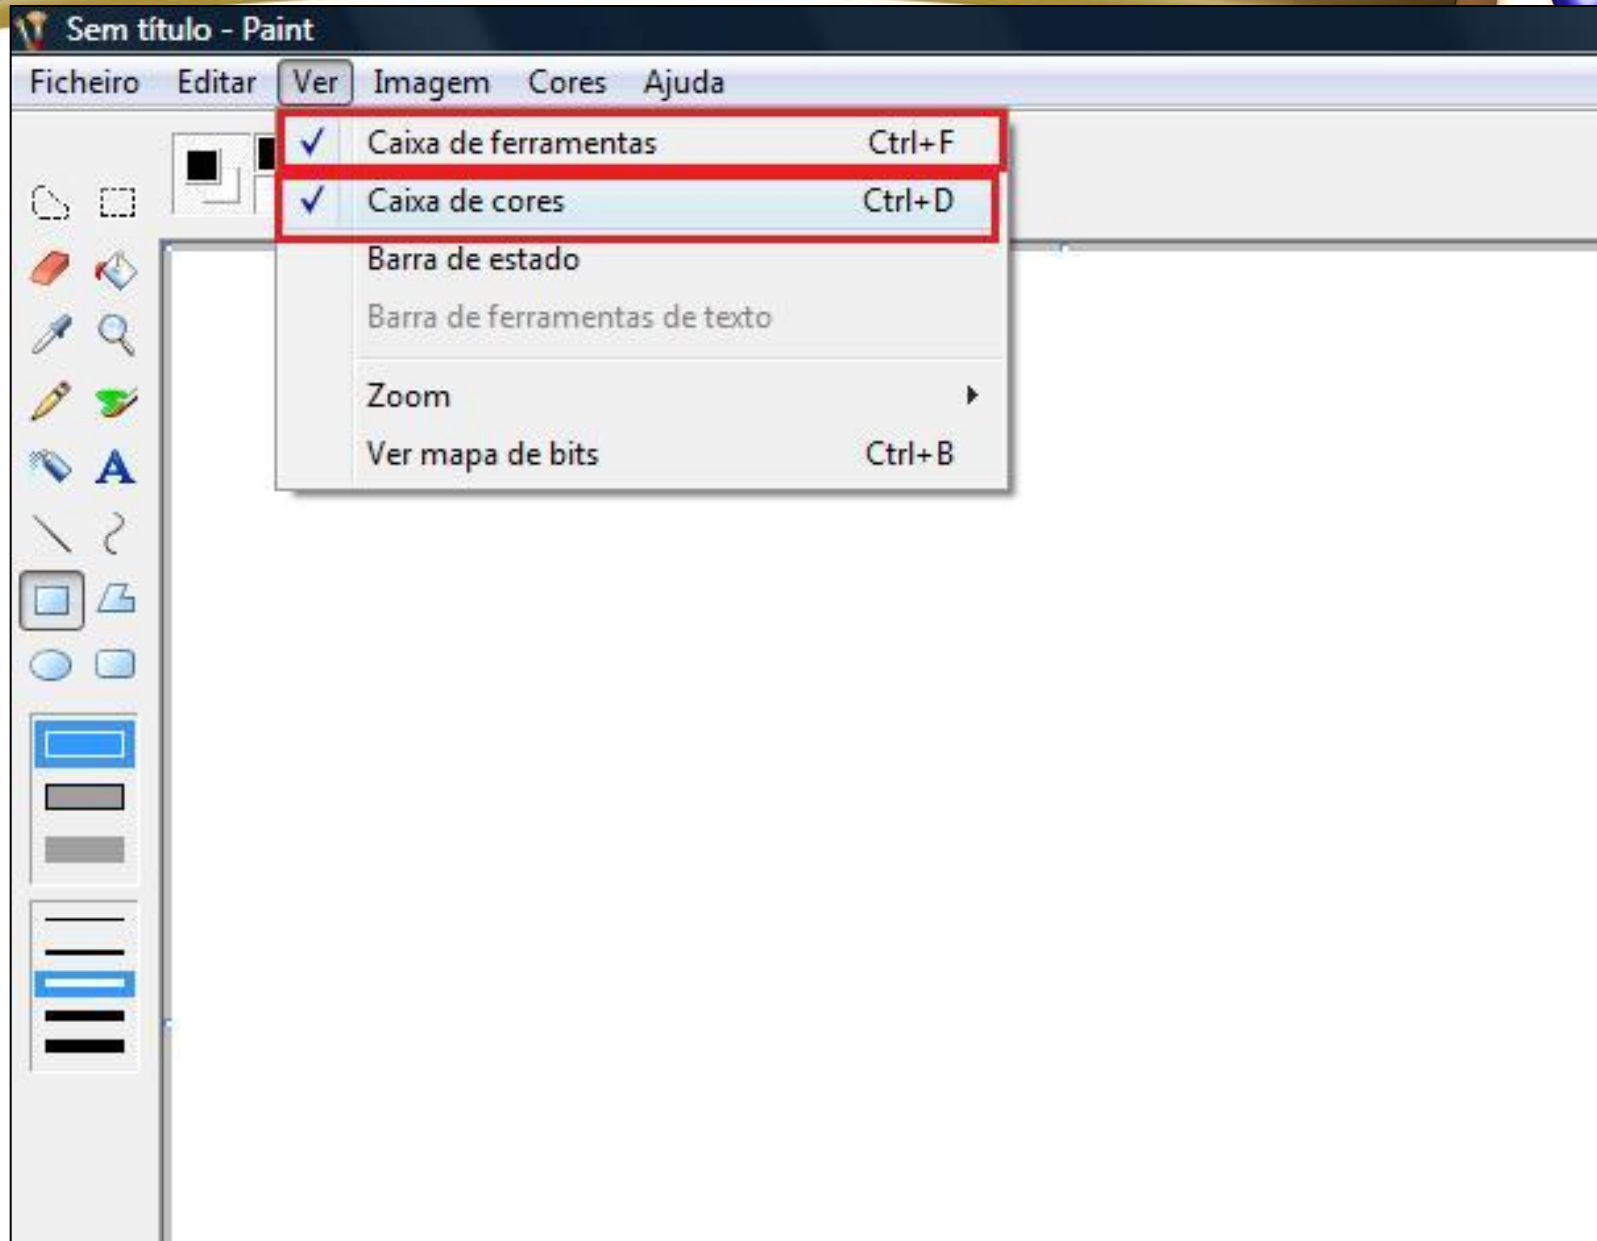 Sem título - Paint
Ficheiro Editar Ver Imagem Cores Ajuda
Caixa de ferramentas Ctrl+F
Caixa de cores Ctrl+D
Barra de estado
Barra de ferramentas de texto
Zoom
Ver mapa de bits Ctrl+B
A